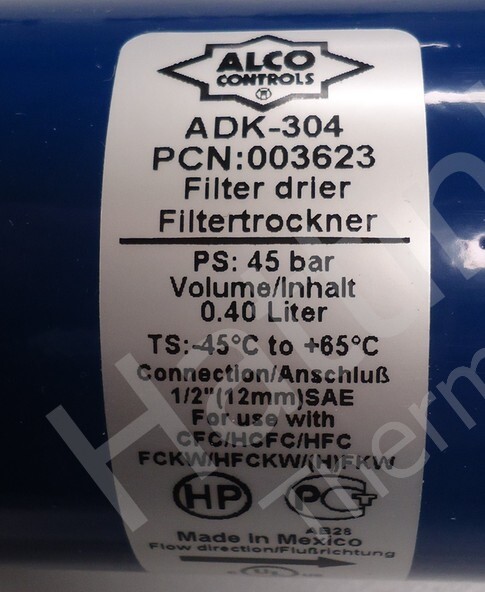 ALCO
CONTROLS
®
ADK-304
PCN:003623
Filter drier
Filtertrockner
PS: 45 bar
Volume/Inhalt
0.40 Liter
TS:-45°C to +65°C
Connection/Anschluß
1/2"(12mm)SAE
For use with
CFC/HCFC/HFC
FCKW/HFCKW/(H)FKW
HP
AB28
Made in Mexico
Flow direction/Flußrichtung